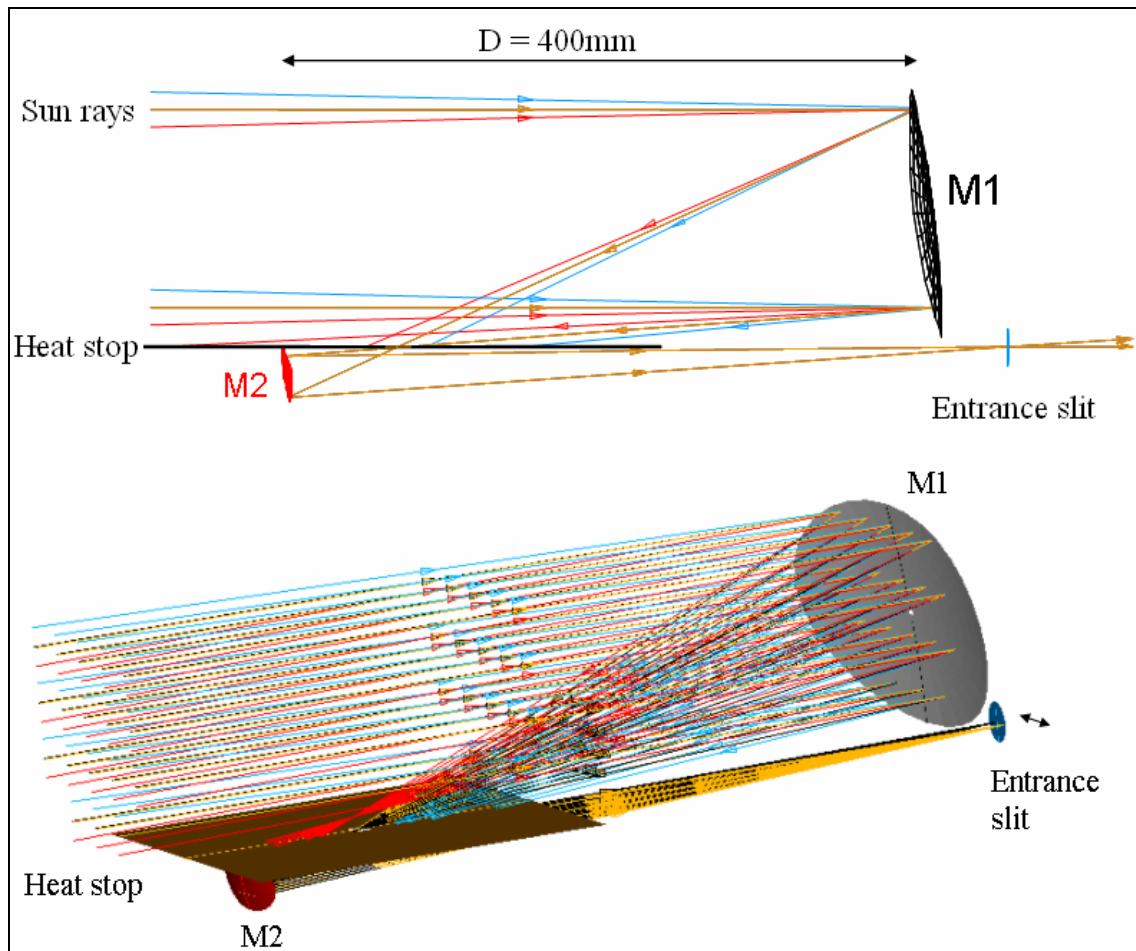 D = 400mm
Sun rays
M1
Heat stop
M2
Entrance slit
M1
Entrance
slit
Heat stop
M2